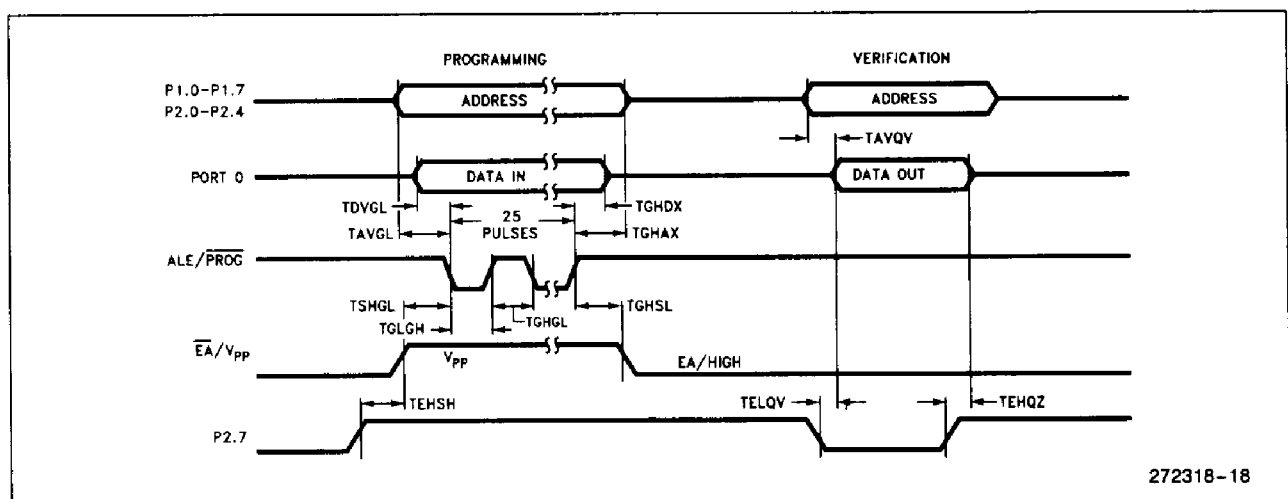 PROGRAMMING
VERIFICATION
P1.0-P1.7
P2.0-P2.4
ADDRESS
ADDRESS
TAVQV
PORT 0
DATA IN
DATA OUT
TDVGL
25
PULSES
TGHDX
TAVGL
TGHAX
ALE/PROG
TSHGL
TGHGL
TGHSL
TGLGH
EA/VPP
VPP
EA/HIGH
TEHSH
TELQV
TEHQZ
P2.7
272318-18